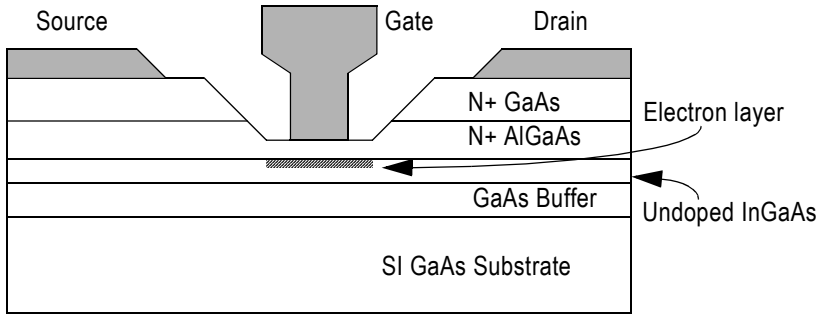 Source
Gate
Drain
N+ GaAs
Electron layer
N+ AlGaAs
GaAs Buffer
Undoped InGaAs
SI GaAs Substrate